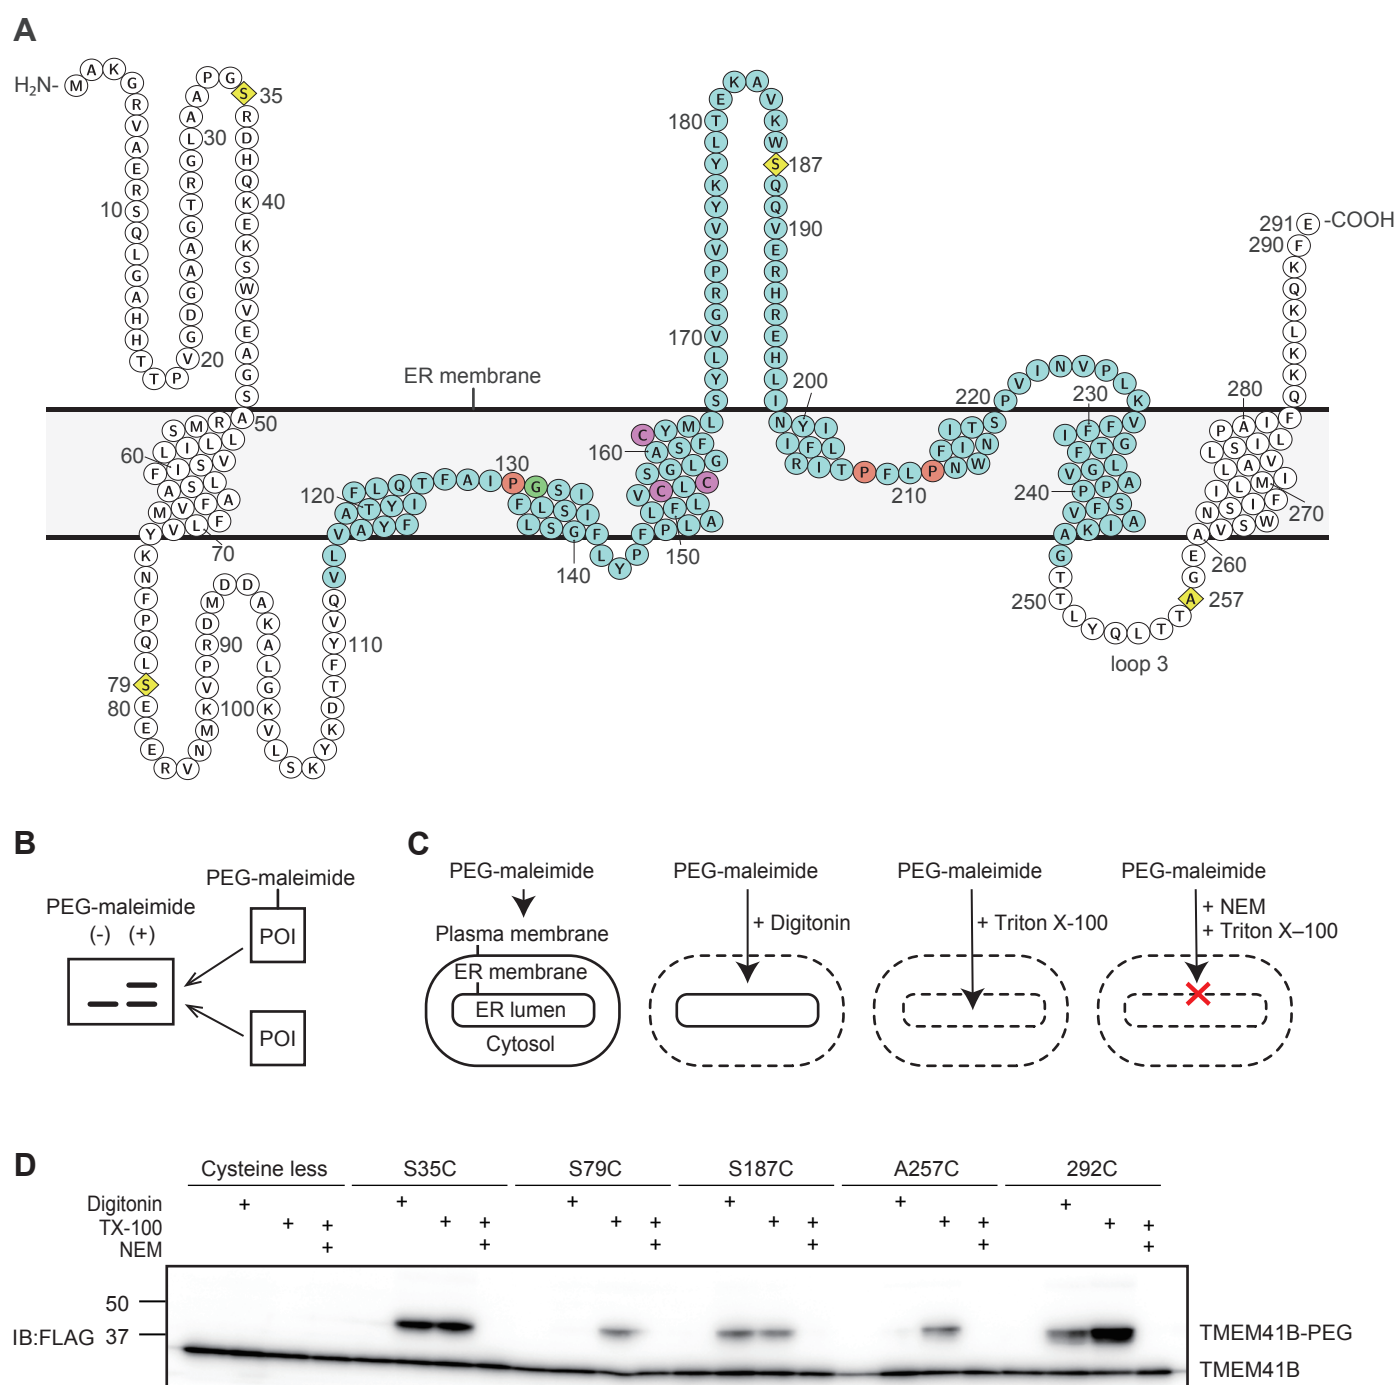 A
H₂N-
M A K G R V A E R S Q L G A H H T T P V G D G A A G T R G L A A P G S R D H Q K E K S W V E A G S A
10
20
30
35
40
50
S M R
L I L L
F I S V
A S L S
M V F A
Y V V L F
60
70
K N F P Q L S E E E R V N M K V P R D M D D A K A L G K V L S K Y K D T F Y V Q V L V
79
80
90
100
110
ER membrane
F L Q T F A I P G S I
A T Y I F L S I
A A Y F L S G F
120
130
140
L Y P F
C Y M L
A S F
S G L G
V C L C
L F L
P L A
150
160
S Y L V G R P V V Y K Y L T E K A V K W S Q Q V E R H R E H L I
170
180
187
190
200
N Y I
I F L
R I T P F L P N W
F I N
I T S
210
220
P V I N V P L K
I F F V
F T G
V G L
P P A
V F S
A K I A
230
240
G T T L Y Q L T T A G E A
250
257
260
loop 3
P A I F
L S I L
L A V
I L M I
N S I F
V S W
270
280
Q K K L K Q K F E
290
291
-COOH
B
PEG-maleimide
PEG-maleimide
(-) (+)
POI
POI
C
PEG-maleimide
Plasma membrane
ER membrane
ER lumen
Cytosol
PEG-maleimide
+ Digitonin
PEG-maleimide
+ Triton X-100
PEG-maleimide
+ NEM
+ Triton X–100
D
Cysteine less S35C S79C S187C A257C 292C
Digitonin + + + + + +
TX-100 + + + + + + + + + + + +
NEM + + + + + +
50
IB:FLAG 37
TMEM41B-PEG
TMEM41B